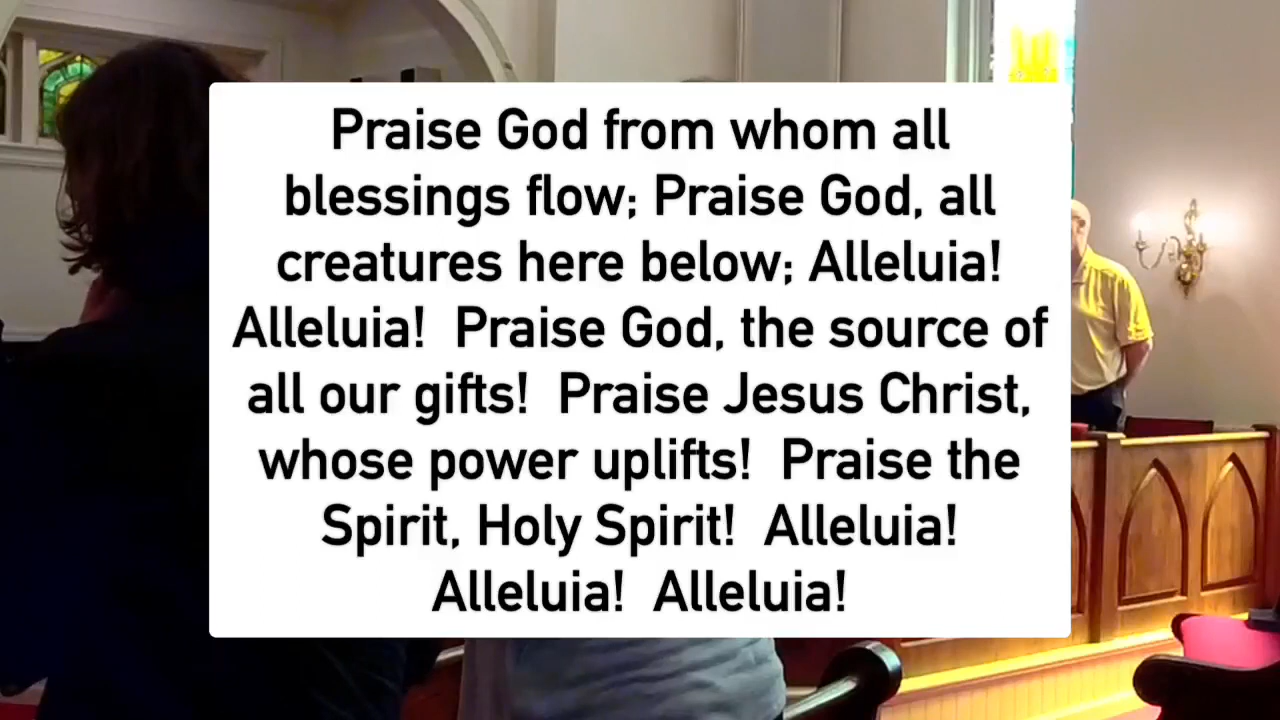 Praise God from whom all
blessings flow; Praise God, all
creatures here below; Alleluia!
Alleluia!  Praise God, the source of
all our gifts!  Praise Jesus Christ,
whose power uplifts!  Praise the
Spirit, Holy Spirit!  Alleluia!
Alleluia!  Alleluia!